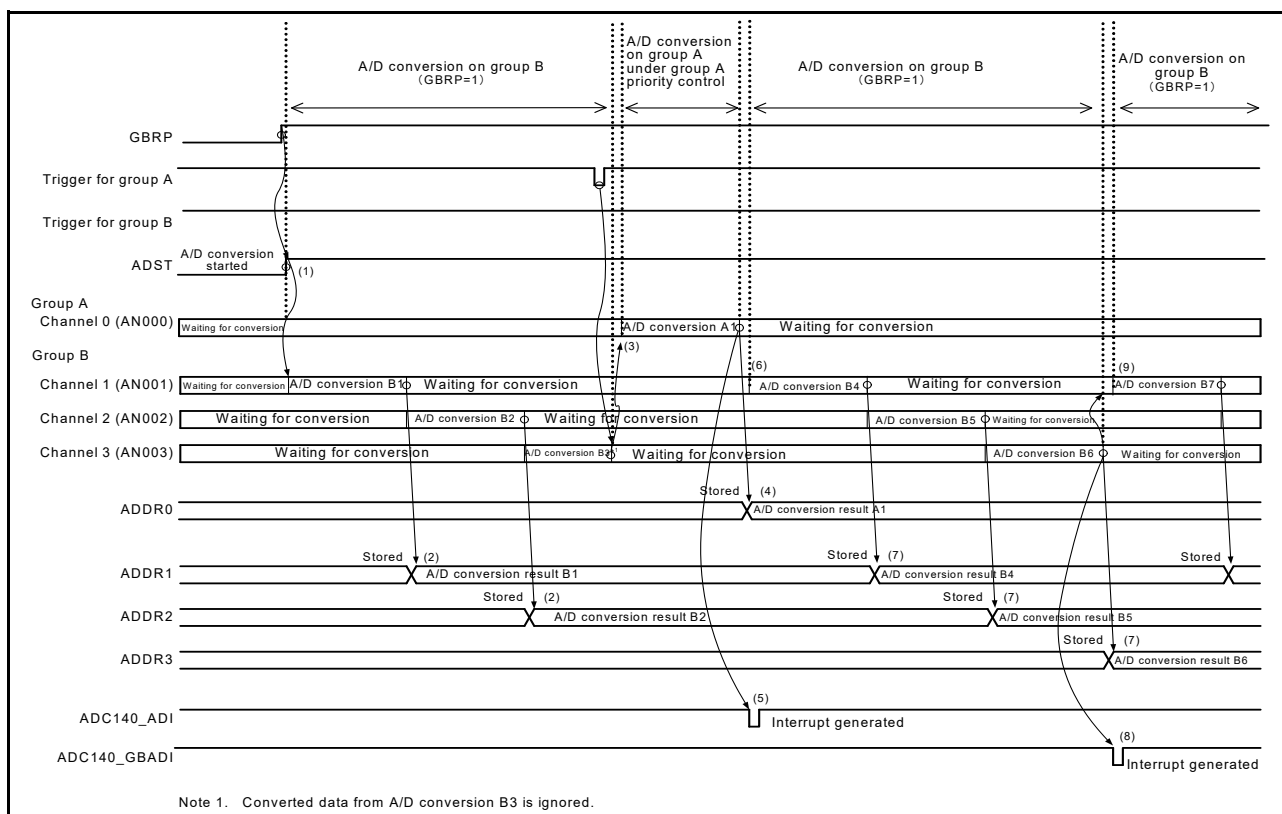 A/D conversion on group B
(GBRP=1)
A/D conversion
on group A
under group A
priority control
A/D conversion on group B
(GBRP=1)
A/D conversion on
group B
(GBRP=1)
GBRP
Trigger for group A
Trigger for group B
ADST
A/D conversion
started
(1)
Group A
Channel 0 (AN000)
Waiting for conversion
A/D conversion A1
Waiting for conversion
(3)
Group B
(6)
(9)
Channel 1 (AN001)
Waiting for conversion
A/D conversion B1
Waiting for conversion
A/D conversion B4
Waiting for conversion
A/D conversion B7
Channel 2 (AN002)
Waiting for conversion
A/D conversion B2
Waiting for conversion
A/D conversion B5
Waiting for conversion
Channel 3 (AN003)
Waiting for conversion
A/D conversion B3*1
Waiting for conversion
A/D conversion B6
Waiting for conversion
Stored
(4)
ADDR0
A/D conversion result A1
Stored
(2)
Stored
(7)
Stored
ADDR1
A/D conversion result B1
A/D conversion result B4
Stored
(2)
Stored
(7)
ADDR2
A/D conversion result B2
A/D conversion result B5
Stored
(7)
ADDR3
A/D conversion result B6
(5)
ADC140_ADI
Interrupt generated
(8)
ADC140_GBADI
Interrupt generated
Note 1. Converted data from A/D conversion B3 is ignored.